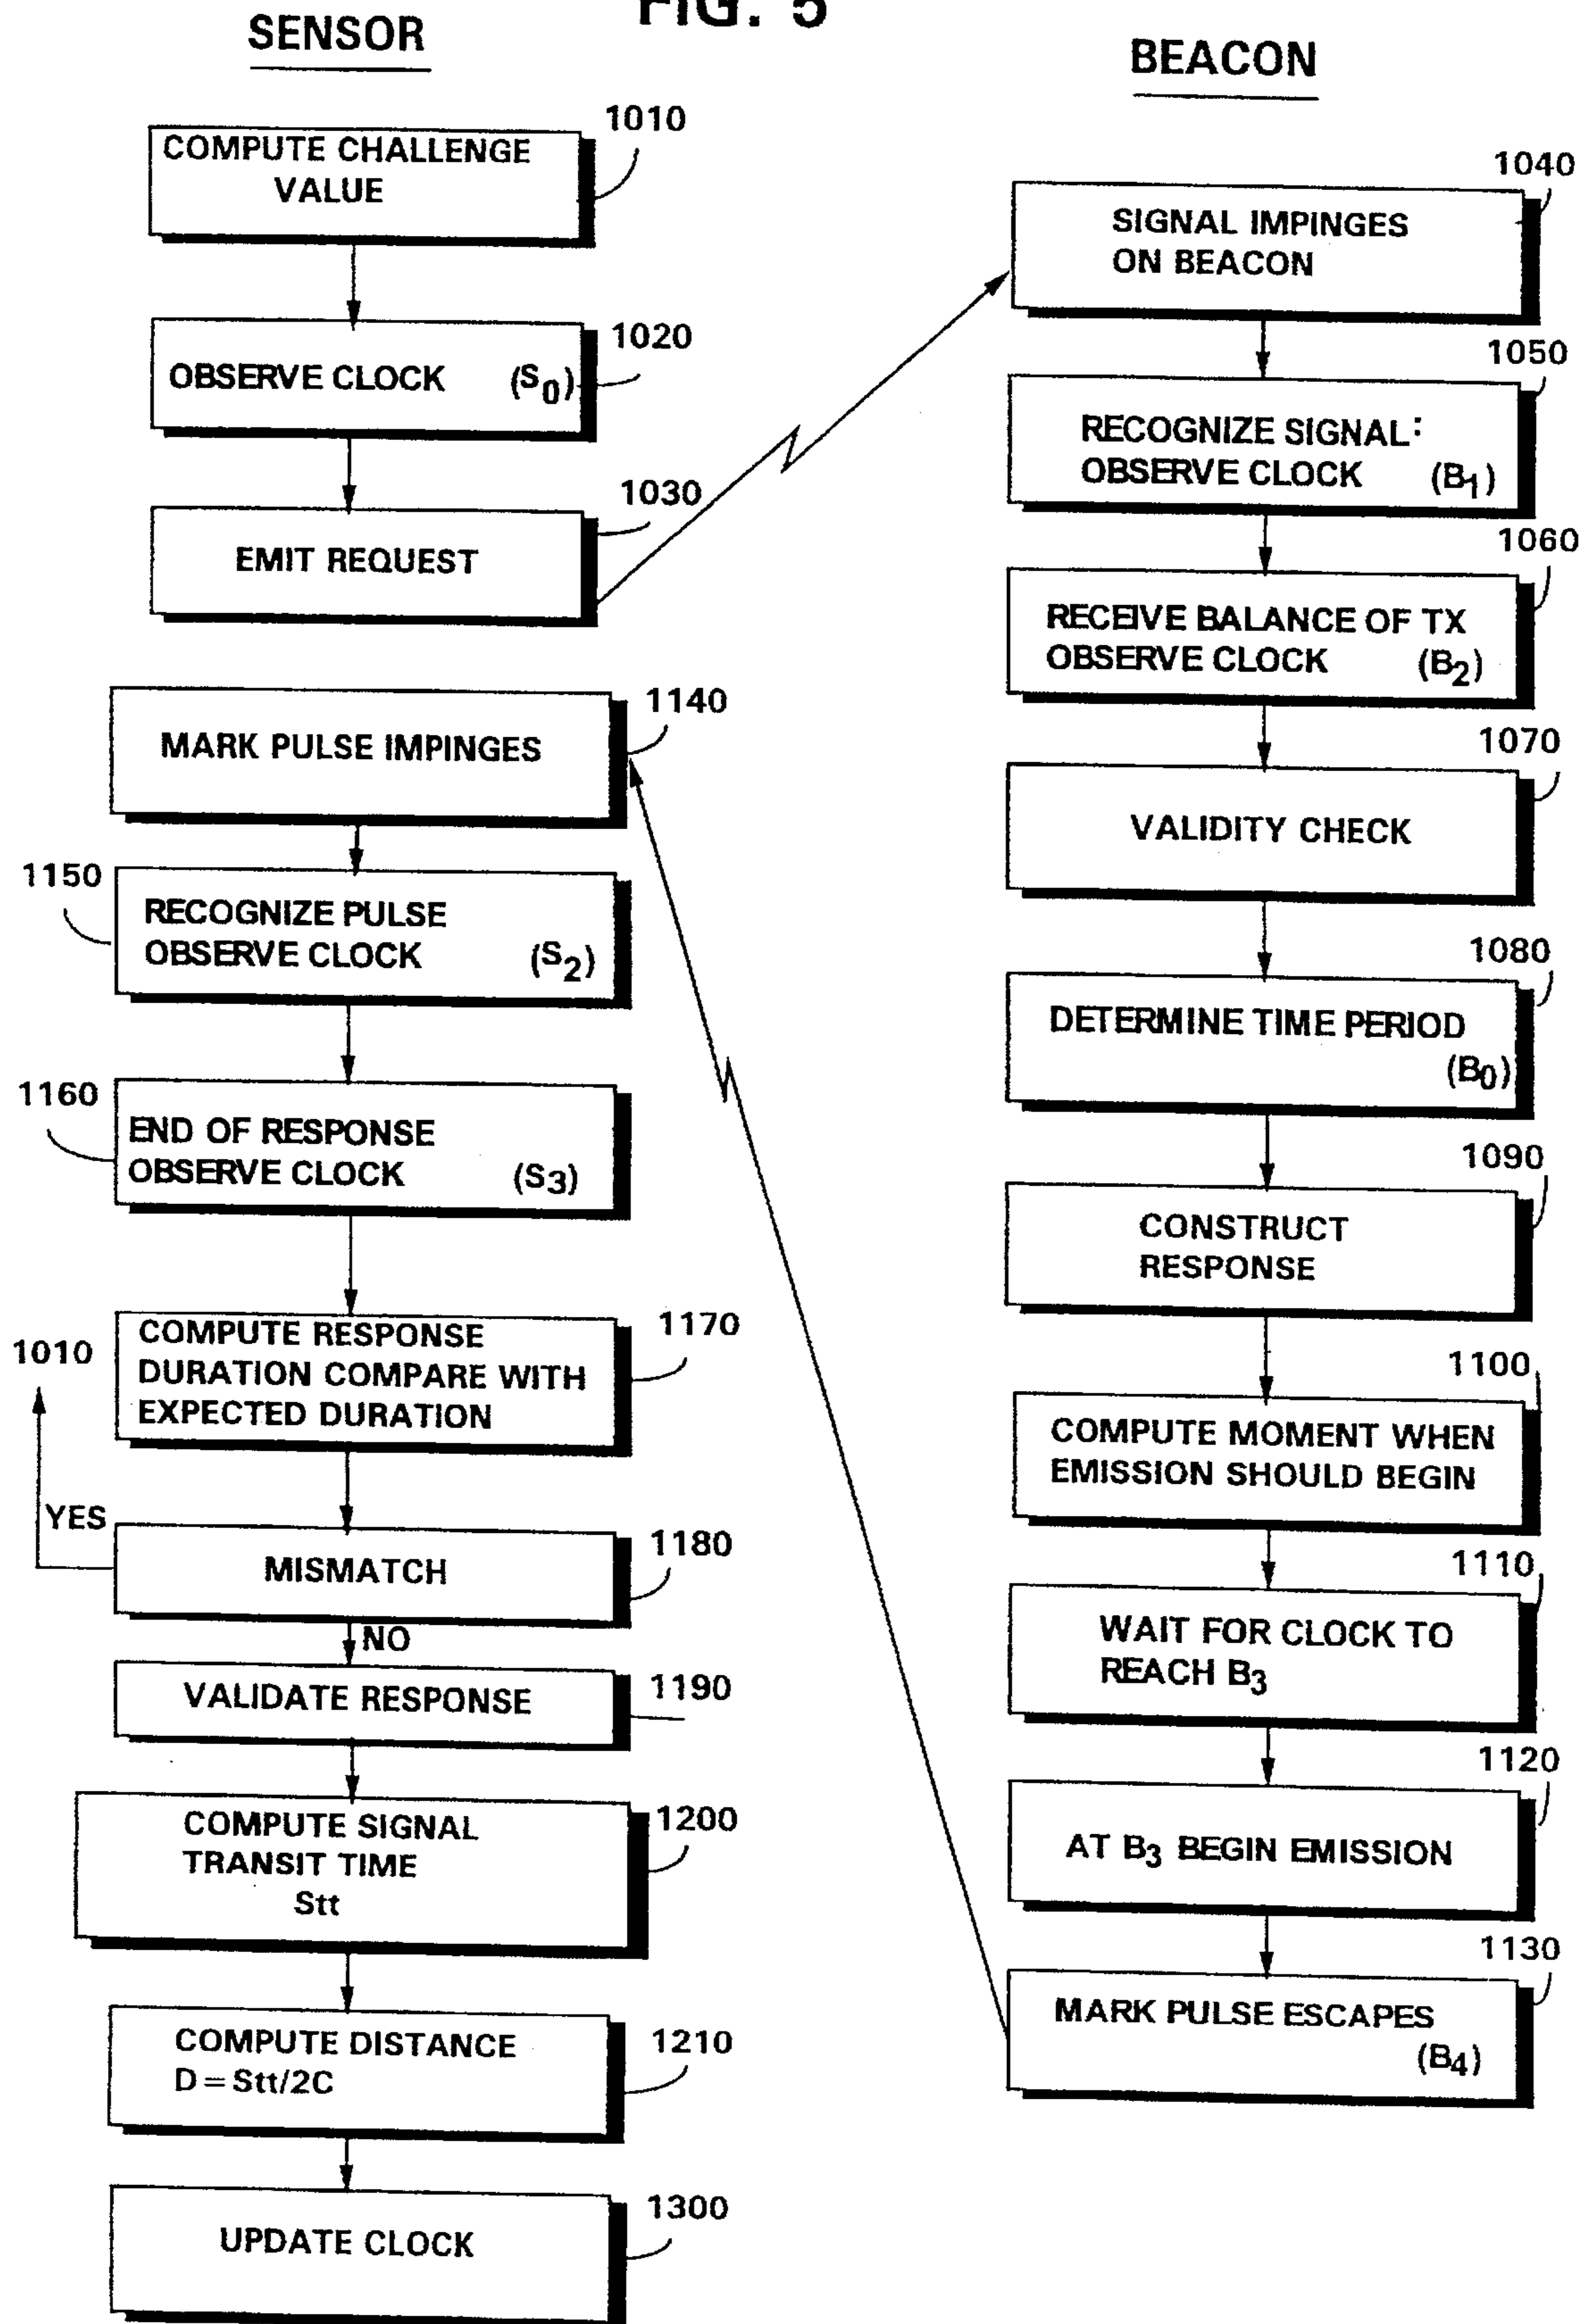 FIG. 5
SENSOR
1010
COMPUTE CHALLENGE
VALUE
1020
OBSERVE CLOCK (S0)
1030
EMIT REQUEST
1140
MARK PULSE IMPINGES
1150
RECOGNIZE PULSE
OBSERVE CLOCK (S2)
1160
END OF RESPONSE
OBSERVE CLOCK (S3)
1170
COMPUTE RESPONSE
DURATION COMPARE WITH
EXPECTED DURATION
1010
YES
1180
MISMATCH
NO
1190
VALIDATE RESPONSE
1200
COMPUTE SIGNAL
TRANSIT TIME
Stt
1210
COMPUTE DISTANCE
D = Stt/2C
1300
UPDATE CLOCK
BEACON
1040
SIGNAL IMPINGES
ON BEACON
1050
RECOGNIZE SIGNAL:
OBSERVE CLOCK (B1)
1060
RECEIVE BALANCE OF TX
OBSERVE CLOCK (B2)
1070
VALIDITY CHECK
1080
DETERMINE TIME PERIOD
(B0)
1090
CONSTRUCT
RESPONSE
1100
COMPUTE MOMENT WHEN
EMISSION SHOULD BEGIN
1110
WAIT FOR CLOCK TO
REACH B3
1120
AT B3 BEGIN EMISSION
1130
MARK PULSE ESCAPES
(B4)